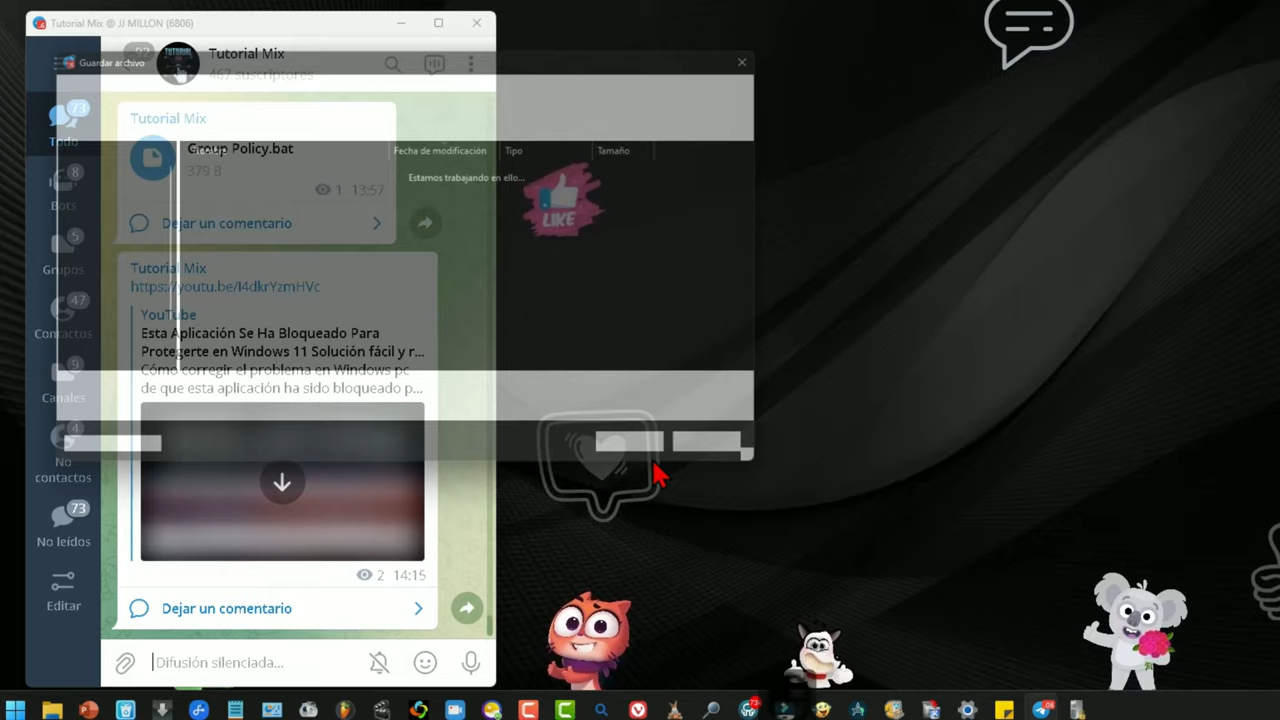 Tutorial Mix @ JJ MILLON (6806)
Tutorial Mix
467 suscriptores
Guardar archivo
73
Todo
8
Bots
5
Grupos
47
Contactos
9
Canales
4
No
contactos
73
No leídos
Editar
TUTORIAL
Tutorial Mix
Group Policy.bat
379 B
1 13:57
Dejar un comentario
Fecha de modificación
Tipo
Tamaño
Estamos trabajando en ello...
LIKE
Tutorial Mix
https://youtu.be/I4dkrYzmHVc
YouTube
Esta Aplicación Se Ha Bloqueado Para
Protegerte en Windows 11 Solución fácil y r...
Cómo corregir el problema en Windows pc
de que esta aplicación ha sido bloqueado p...
2 14:15
Dejar un comentario
Difusión silenciada...